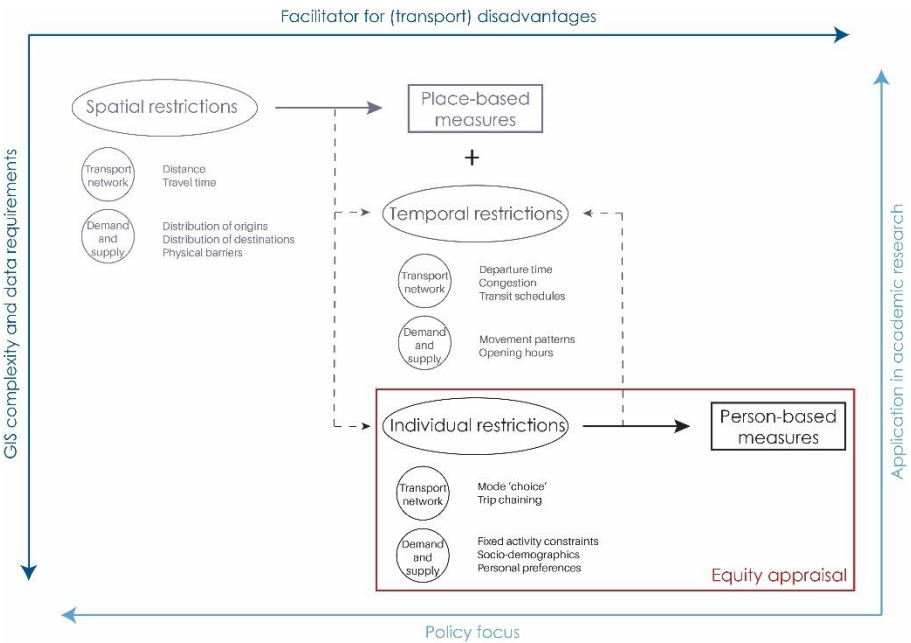 Facilitator for (transport) disadvantages
GIS complexity and data requirements
Spatial restrictions
Place-based
measures
+
Transport
network
Distance
Travel time
Demand
and
supply
Distribution of origins
Distribution of destinations
Physical barriers
Temporal restrictions
Transport
network
Departure time
Congestion
Transit schedules
Demand
and
supply
Movement patterns
Opening hours
Individual restrictions
Person-based
measures
Transport
network
Mode ‘choice’
Trip chaining
Demand
and
supply
Fixed activity constraints
Socio-demographics
Personal preferences
Equity appraisal
Application in academic research
Policy focus